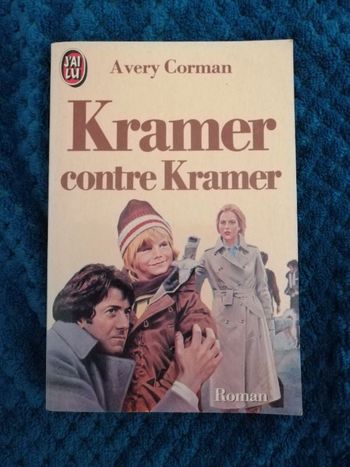 J'AI
LU
Avery Corman
Kramer
contre Kramer
Roman